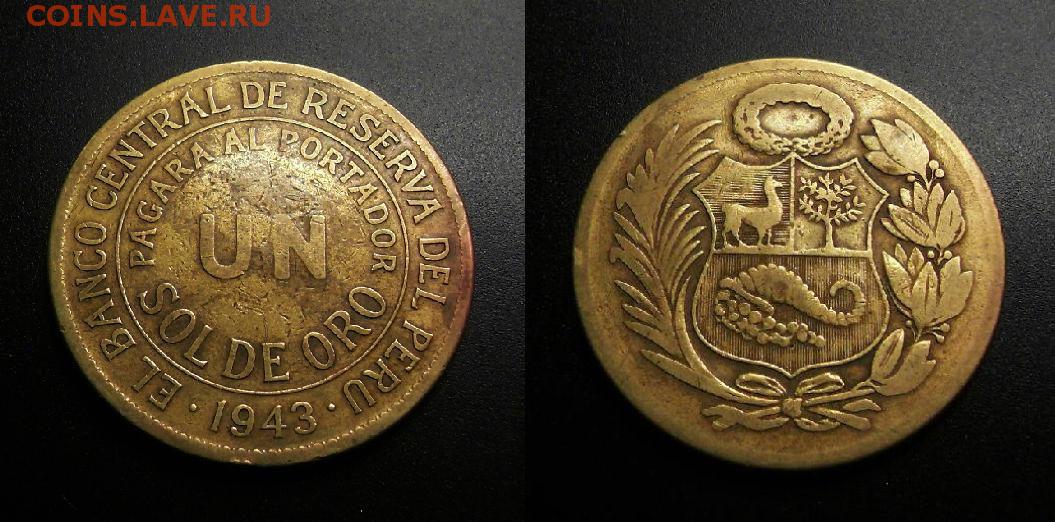 COINS.LAVE.RU
EL BANCO CENTRAL DE RESERVA DEL PERU
PAGARA AL PORTADOR
UN
SOL DE ORO
· 1943 ·